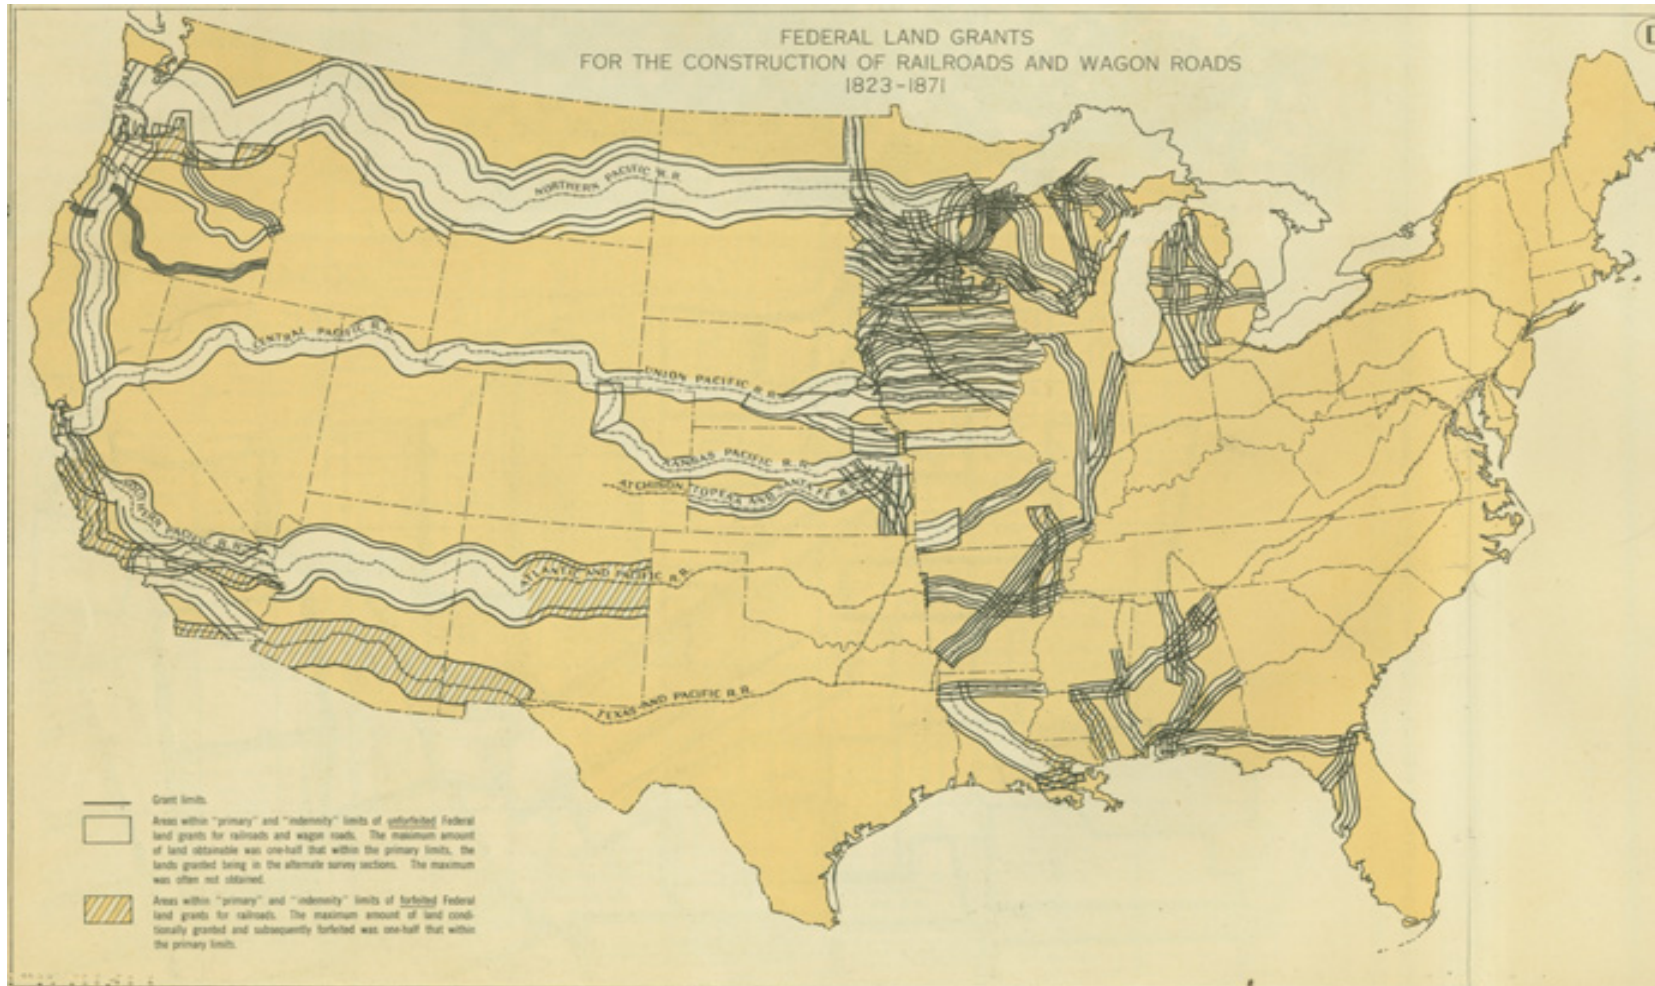 FEDERAL LAND GRANTS
FOR THE CONSTRUCTION OF RAILROADS AND WAGON ROADS
1823-1871
NORTHERN PACIFIC R.R.
CENTRAL PACIFIC R.R.
UNION PACIFIC R.R.
KANSAS PACIFIC R.R.
ATCHISON TOPEKA AND SANTA FE R.R.
SOUTHERN PACIFIC R.R.
ATLANTIC AND PACIFIC R.R.
TEXAS AND PACIFIC R.R.
Grant limits.
Areas within "primary" and "indemnity" limits of unforfeited Federal
land grants for railroads and wagon roads. The maximum amount
of land obtainable was one-half that within the primary limits, the
lands granted being in the alternate survey sections. The maximum
was often not obtained.
Areas within "primary" and "indemnity" limits of forfeited Federal
land grants for railroads. The maximum amount of land condi-
tionally granted and subsequently forfeited was one-half that within
the primary limits.